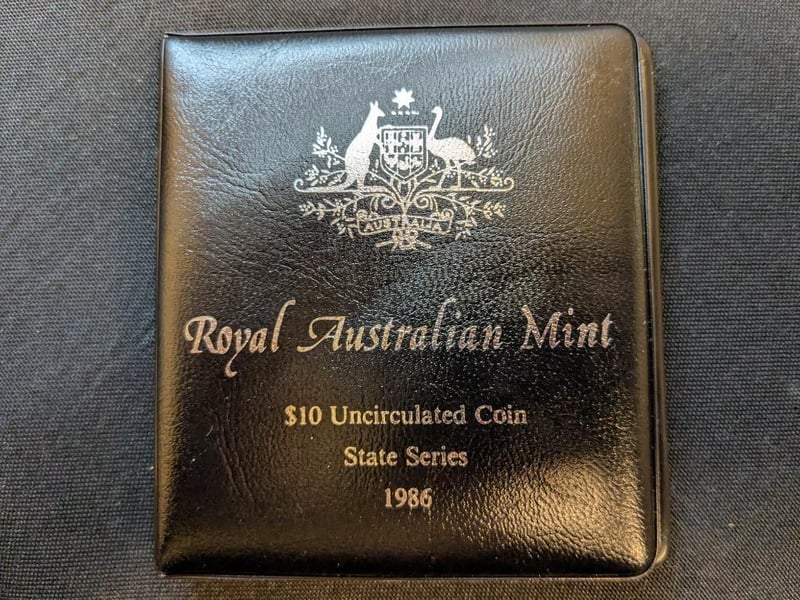 AUSTRALIA
Royal Australian Mint
$10 Uncirculated Coin
State Series
1986